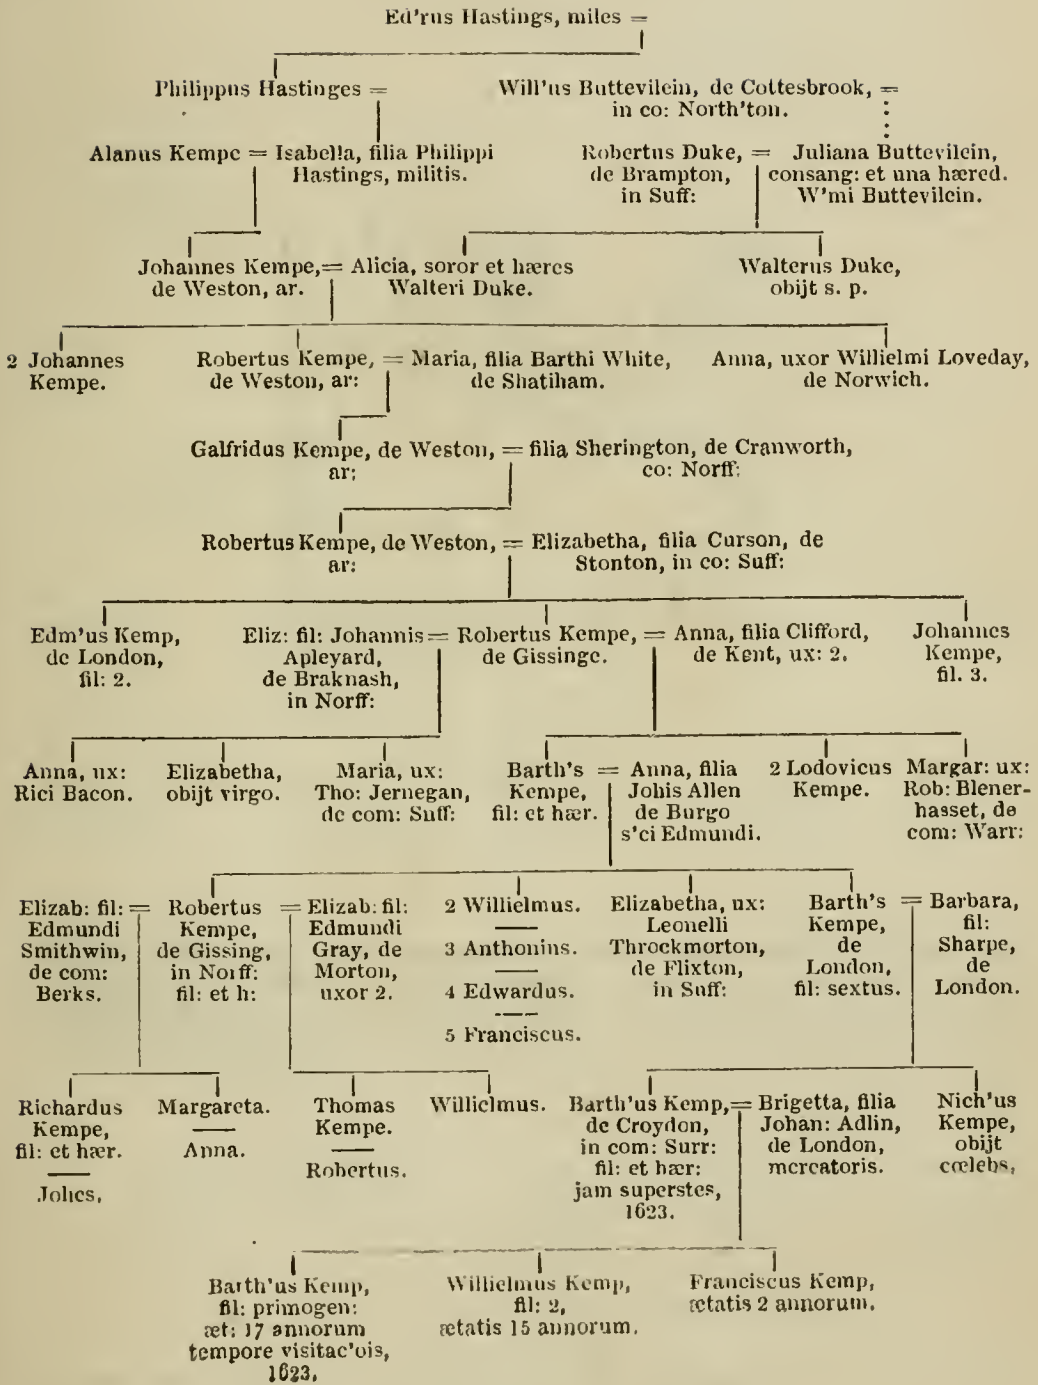 Ed'rus Hastings, miles =
Philippus Hastinges =
Will'us Buttevilein, de Cottesbrook, =
in co: North'ton.
Alanus Kempe = Isabella, filia Philippi
Hastings, militis.
Robertus Duke, =
de Brampton,
in Suff:
Juliana Buttevilein,
consang: et una hæred.
W'mi Buttevilein.
Johannes Kempe, =
de Weston, ar.
Alicia, soror et hæres
Walteri Duke.
Walterus Duke,
obijt s. p.
2 Johannes
Kempe.
Robertus Kempe, =
de Weston, ar:
Maria, filia Barthi White,
de Shatiham.
Anna, uxor Willielmi Loveday,
de Norwich.
Galfridus Kempe, de Weston, =
ar:
filia Sherington, de Cranworth,
co: Norff:
Robertus Kempe, de Weston, =
ar:
Elizabetha, filia Curson, de
Stonton, in co: Suff:
Edm'us Kemp,
de London,
fil: 2.
Eliz: fil: Johannis =
Apleyard,
de Braknash,
in Norff:
Robertus Kempe, =
de Gissinge.
Anna, filia Clifford,
de Kent, ux: 2.
Johannes
Kempe,
fil. 3.
Anna, ux:
Rici Bacon.
Elizabetha,
obijt virgo.
Maria, ux:
Tho: Jernegan,
de com: Suff:
Barth's =
Kempe,
fil: et hær.
Anna, filia
Johis Allen
de Burgo
s'ci Edmundi.
2 Lodovicus
Kempe.
Margar: ux:
Rob: Blener-
hasset, de
com: Warr:
Elizab: fil: =
Edmundi
Smithwin,
de com:
Berks.
Robertus =
Kempe,
de Gissing,
in Norff:
fil: et h:
Elizab: fil:
Edmundi
Gray, de
Morton,
uxor 2.
2 Willielmus.
3 Anthonius.
4 Edwardus.
5 Franciscus.
Elizabetha, ux:
Leonelli
Throckmorton,
de Flixton,
in Suff:
Barth's =
Kempe,
de
London,
fil: sextus.
Barbara,
fil:
Sharpe,
de
London.
Richardus
Kempe,
fil: et hær.
Johes,
Margareta.
Anna.
Thomas
Kempe.
Robertus.
Willielmus.
Barth'us Kemp, =
de Croydon,
in com: Surr:
fil: et hær:
jam superstes,
1623.
Brigetta, filia
Johan: Adlin,
de London,
mercatoris.
Nich'us
Kempe,
obijt
cœlebs,
Barth'us Kemp,
fil: primogen:
æt: 17 annorum
tempore visitac'ois,
1623.
Willielmus Kemp,
fil: 2,
ætatis 15 annorum.
Franciscus Kemp,
ætatis 2 annorum.